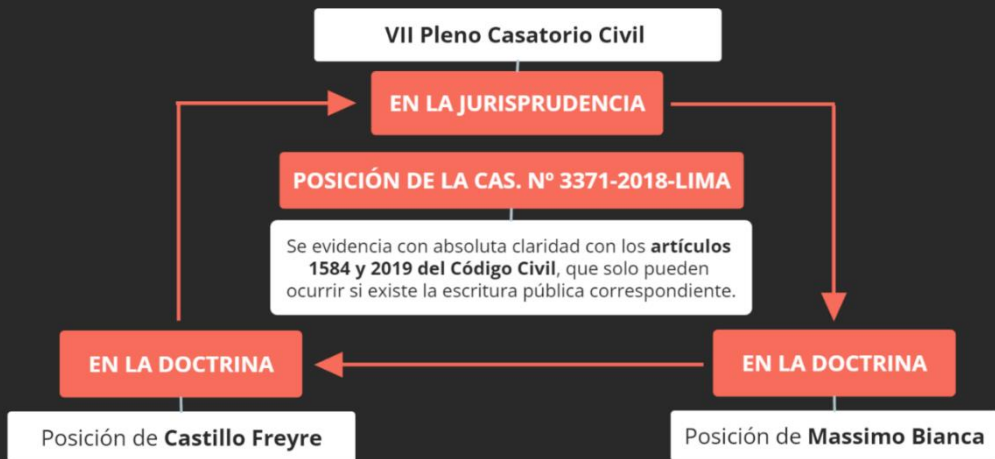 VII Pleno Casatorio Civil
EN LA JURISPRUDENCIA
POSICIÓN DE LA CAS. Nº 3371-2018-LIMA
Se evidencia con absoluta claridad con los artículos
1584 y 2019 del Código Civil, que solo pueden
ocurrir si existe la escritura pública correspondiente.
EN LA DOCTRINA
Posición de Castillo Freyre
EN LA DOCTRINA
Posición de Massimo Bianca